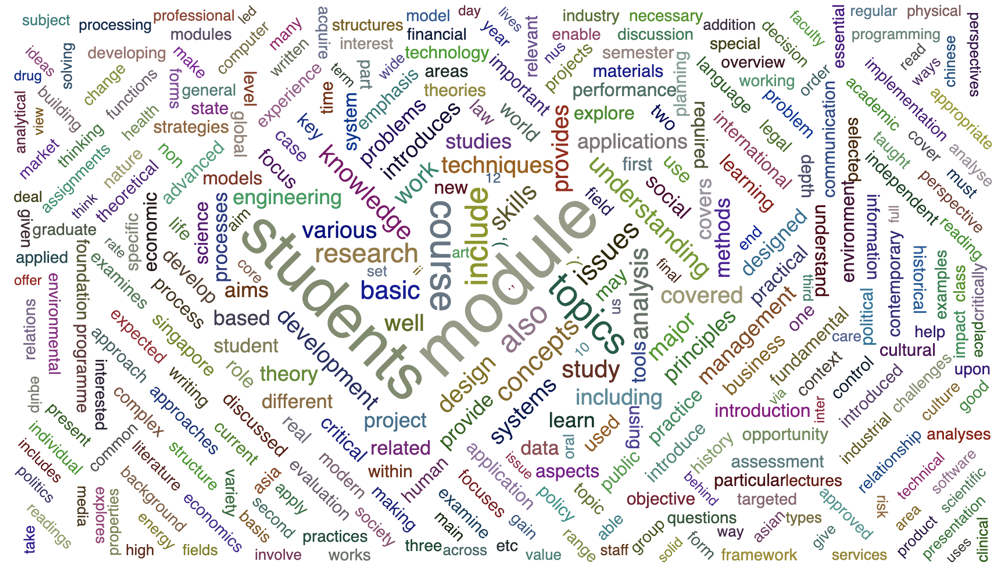 subject
processing
professional
led
modules
many
computer
written
acquire
structures
interest
model
financial
day
year
lives
relevant
nus
industry
enable
necessary
discussion
projects
semester
addition
special
overview
decision
faculty
order
essential
regular
physical
programming
read
ways
chinese
perspectives
ideas
solving
developing
make
change
functions
forms
general
state
level
global
experience
time
term
part
wide
technology
areas
emphasis
theories
important
law
world
materials
performance
planning
language
working
problem
communication
implementation
academic
appropriate
drug
building
analytical
view
market
thinking
assignments
health
strategies
non
advanced
nature
think
theoretical
key
case
focus
system
problems
introduces
studies
techniques
provides
explore
applications
two
required
international
legal
learning
depth
selected
taught
cover
analyse
must
independent
perspective
reading
deal
given
graduate
applied
offer
specific
economic
life
science
models
engineering
processes
aim
core
aims
knowledge
various
research
set
ii
basic
well
work
new
12
include
skills
course
art
students
module
first
use
understanding
social
field
covers
methods
end
designed
practical
understand
environment
information
full
contemporary
historical
examples
class
critically
impact
epidic
relations
environmental
foundation
programme
rate
examines
develop
process
based
student
role
theory
different
development
project
related
within
also
topics
issues
may
us
10
analysis
tools
concepts
design
provide
systems
study
including
learn
covered
final
major
principles
management
business
one
third
fundamental
via
context
control
care
political
cultural
introduced
help
challenges
culture
upon
good
equip
present
individual
includes
politics
readings
take
interested
common
approach
expected
singapore
complex
writing
approaches
literature
background
structure
variety
current
discussed
real
critical
modern
asia
apply
evaluation
second
basis
society
making
human
practices
works
involve
economics
fields
energy
high
explores
media
properties
data
oral
used
using
issue
aspects
application
focuses
examine
main
gain
policy
topic
public
able
range
practice
introduce
introduction
inter
history
opportunity
assessment
behind
particular
lectures
objective
targeted
group
questions
way
asian
types
form
solid
staff
framework
three
across
etc
value
approved
give
services
risk
industrial
relationship
analyses
technical
software
area
scientific
product
presentation
uses
clinical